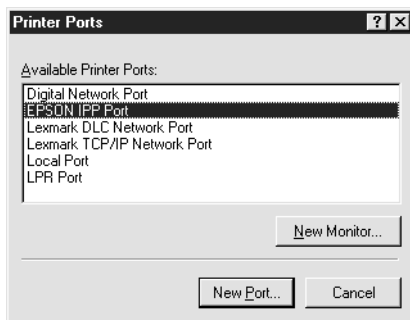 Printer Ports
Available Printer Ports:
Digital Network Port
EPSON IPP Port
Lexmark DLC Network Port
Lexmark TCP/IP Network Port
Local Port
LPR Port
New Monitor...
New Port...
Cancel